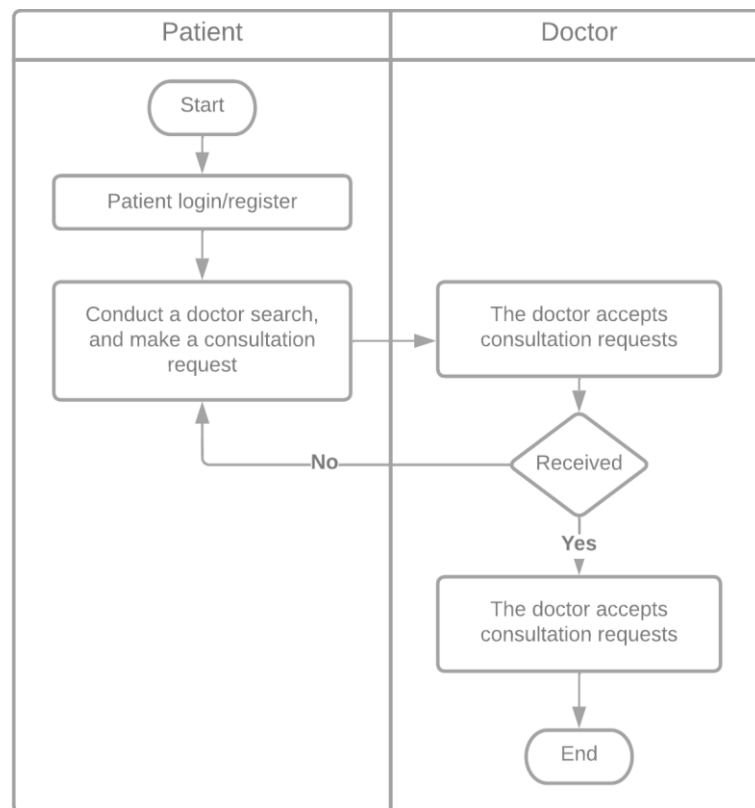 Patient
Doctor
Start
Patient login/register
Conduct a doctor search,
and make a consultation
request
The doctor accepts
consultation requests
Received
No
Yes
The doctor accepts
consultation requests
End